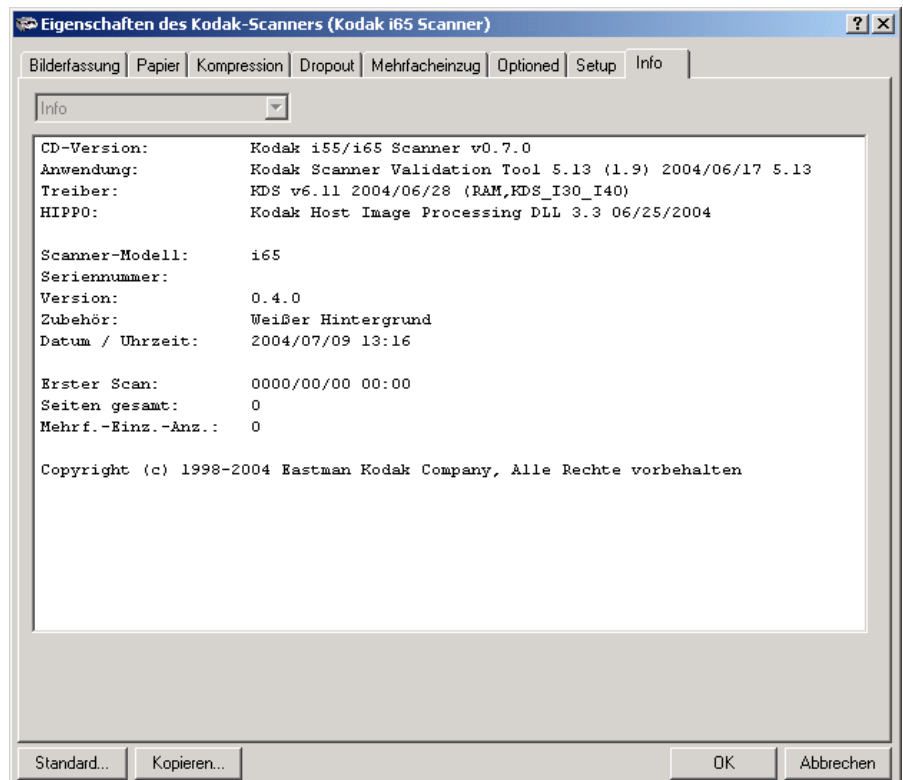 Eigenschaften des Kodak-Scanners (Kodak i65 Scanner)
Bilderfassung Papier Kompression Dropout Mehrfacheinzug Optioned Setup Info
Info
CD-Version: Kodak i55/i65 Scanner v0.7.0
Anwendung: Kodak Scanner Validation Tool 5.13 (1.9) 2004/06/17 5.13
Treiber: KDS v6.11 2004/06/28 (RAM,KDS_I30_I40)
HIPPO: Kodak Host Image Processing DLL 3.3 06/25/2004
Scanner-Modell: i65
Seriennummer:
Version: 0.4.0
Zubehör: Weißer Hintergrund
Datum / Uhrzeit: 2004/07/09 13:16
Erster Scan: 0000/00/00 00:00
Seiten gesamt: 0
Mehrf.-Einz.-Anz.: 0
Copyright (c) 1998-2004 Eastman Kodak Company, Alle Rechte vorbehalten
Standard... Kopieren... OK Abbrechen